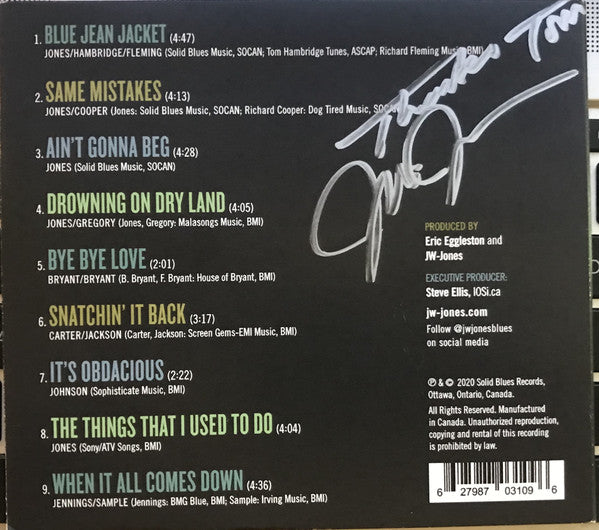 1. BLUE JEAN JACKET (4:47)
JONES/HAMBRIDGE/FLEMING (Solid Blues Music, SOCAN; Tom Hambridge Tunes, ASCAP; Richard Fleming Music, BMI)
2. SAME MISTAKES (4:13)
JONES/COOPER (Jones: Solid Blues Music, SOCAN; Richard Cooper: Dog Tired Music, SOCAN)
3. AIN'T GONNA BEG (4:28)
JONES (Solid Blues Music, SOCAN)
4. DROWNING ON DRY LAND (4:05)
JONES/GREGORY (Jones, Gregory: Malasongs Music, BMI)
5. BYE BYE LOVE (2:01)
BRYANT/BRYANT (B. Bryant, F. Bryant: House of Bryant, BMI)
6. SNATCHIN' IT BACK (3:17)
CARTER/JACKSON (Carter, Jackson: Screen Gems-EMI Music, BMI)
7. IT'S OBDACIOUS (2:22)
JOHNSON (Sophisticate Music, BMI)
8. THE THINGS THAT I USED TO DO (4:04)
JONES (Sony/ATV Songs, BMI)
9. WHEN IT ALL COMES DOWN (4:36)
JENNINGS/SAMPLE (Jennings: BMG Blue, BMI; Sample: Irving Music, BMI)
Thanks Tom
PRODUCED BY
Eric Eggleston and
JW-Jones
EXECUTIVE PRODUCER:
Steve Ellis, IOSi.ca
jw-jones.com
Follow @jwjonesblues
on social media
℗ & © 2020 Solid Blues Records,
Ottawa, Ontario, Canada.
All Rights Reserved. Manufactured
in Canada. Unauthorized reproduction,
copying and rental of this recording
is prohibited by law.
6 27987 03109 6